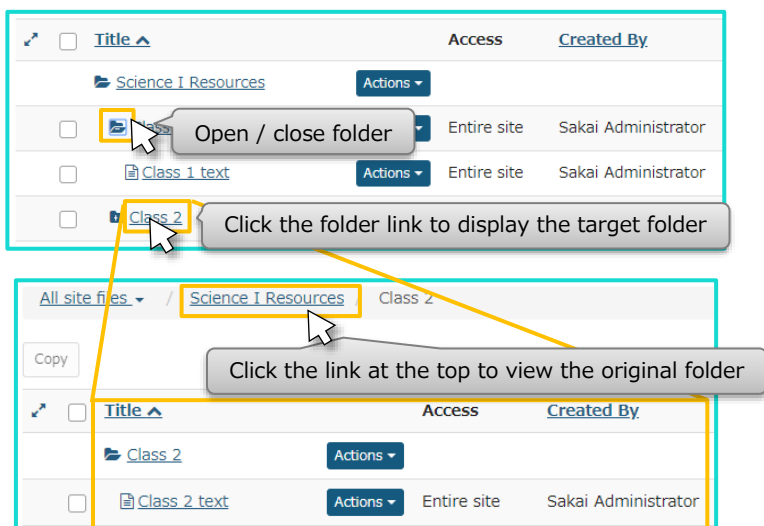 Title Access Created By
Science I Resources Actions
Open / close folder Entire site Sakai Administrator
Class 1 text Actions Entire site Sakai Administrator
Class 2 Click the folder link to display the target folder
All site files / Science I Resources / Class 2
Copy
Click the link at the top to view the original folder
Title Access Created By
Class 2 Actions
Class 2 text Actions Entire site Sakai Administrator